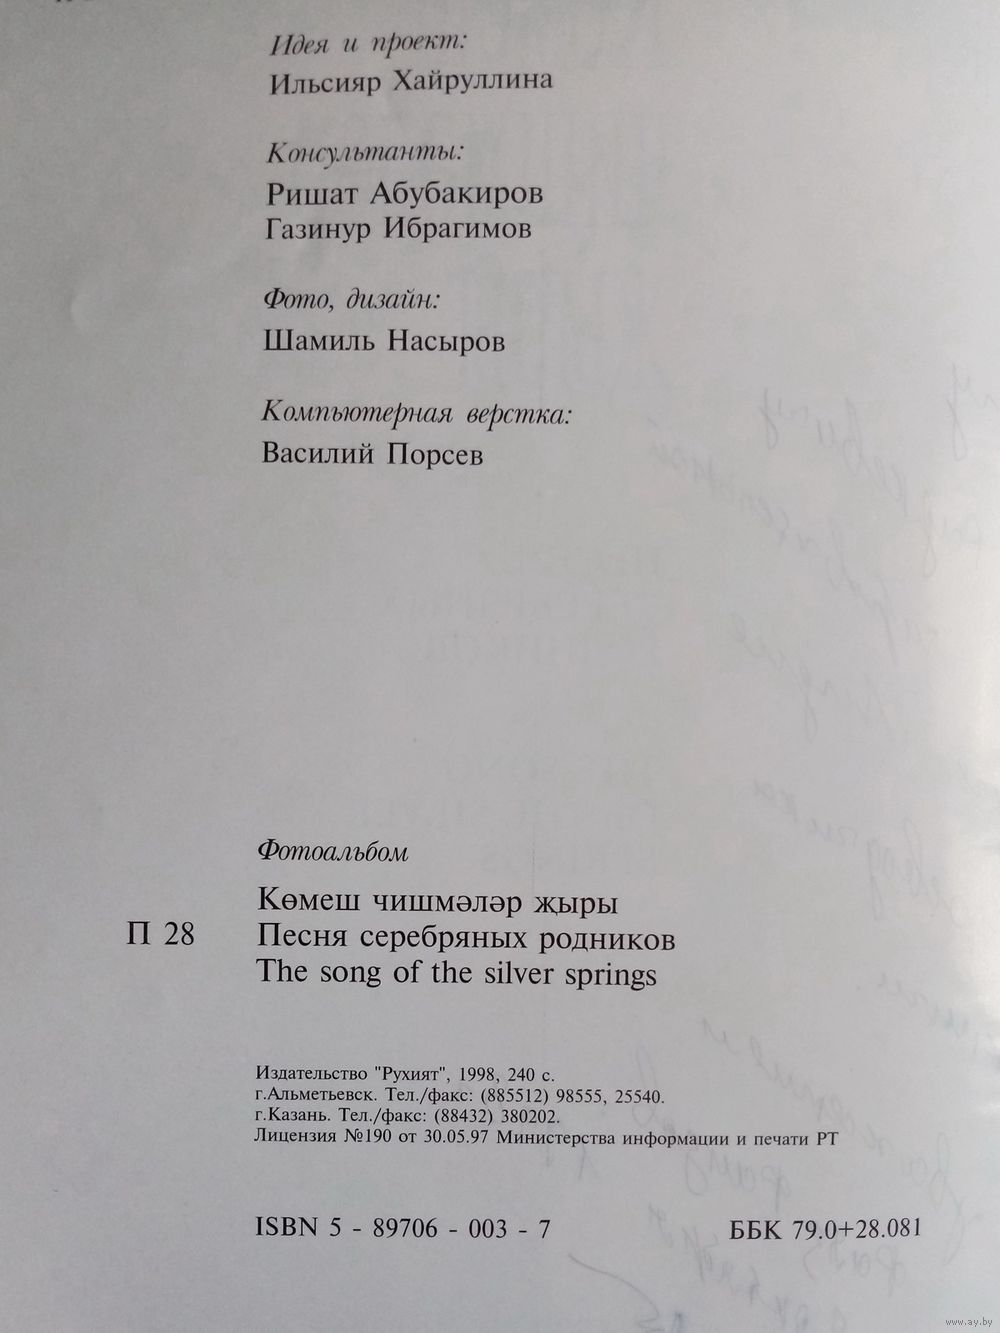 Идея и проект:
Ильсияр Хайруллина
Консультанты:
Ришат Абубакиров
Газинур Ибрагимов
Фото, дизайн:
Шамиль Насыров
Компьютерная верстка:
Василий Порсев
Фотоальбом
Көмеш чишмәләр җыры
П 28 Песня серебряных родников
The song of the silver springs
Издательство "Рухият", 1998, 240 с.
г.Альметьевск. Тел./факс: (885512) 98555, 25540.
г.Казань. Тел./факс: (88432) 380202.
Лицензия №190 от 30.05.97 Министерства информации и печати РТ
ISBN 5 - 89706 - 003 - 7 ББК 79.0+28.081
www.ay.by